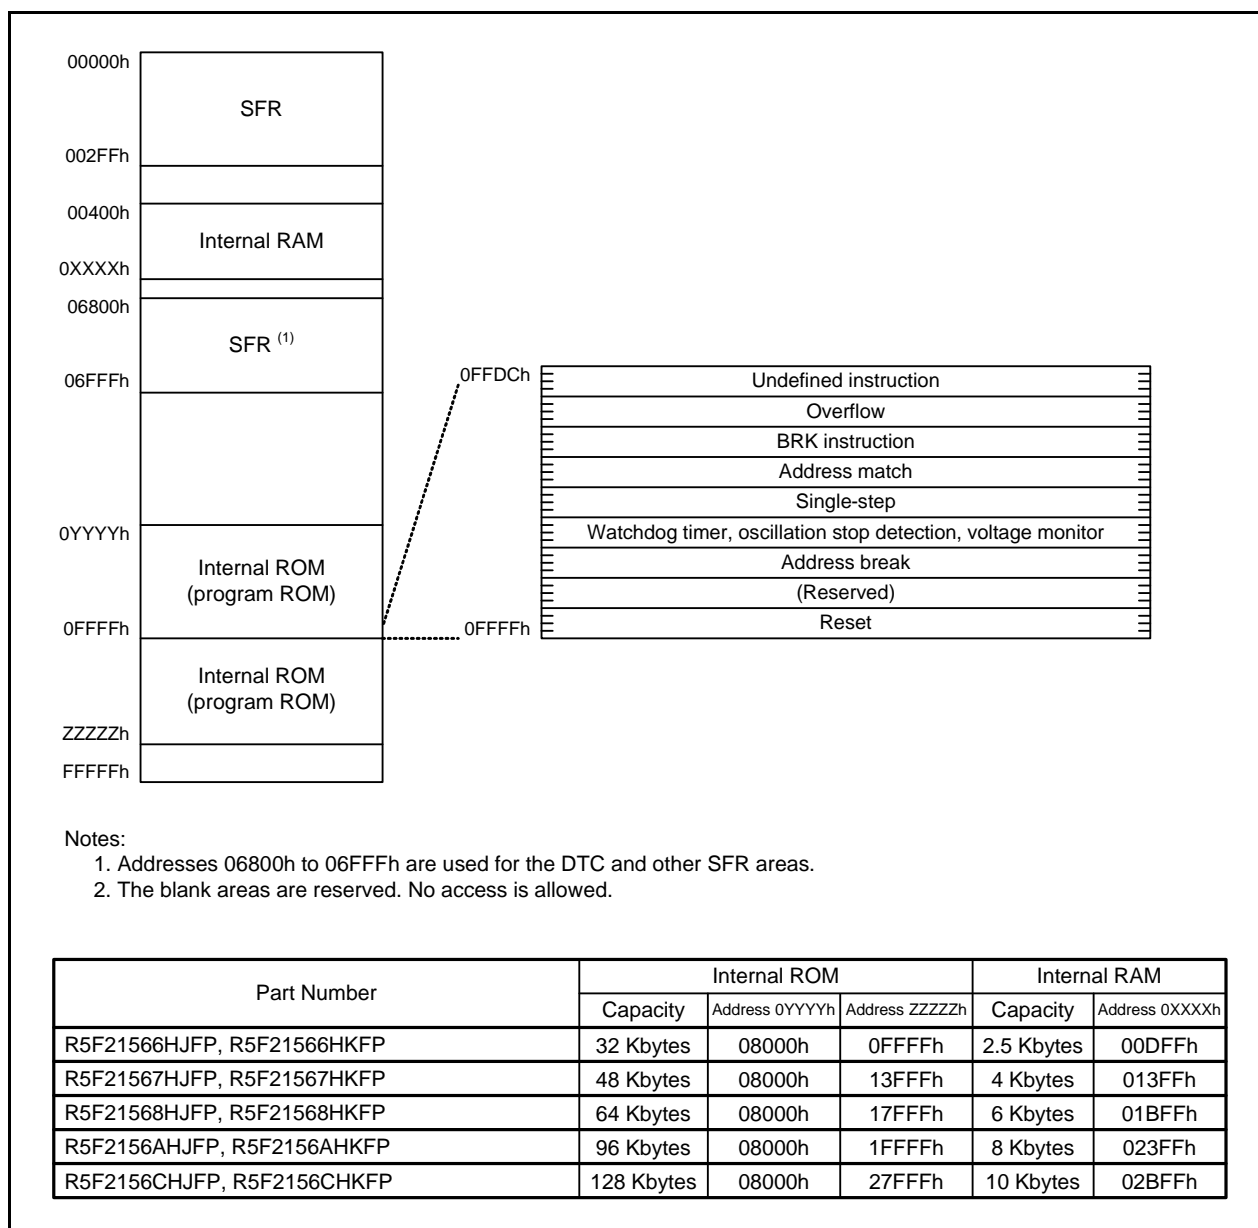 00000h
SFR
002FFh
00400h
Internal RAM
0XXXXh
06800h
SFR (1)
06FFFh
0YYYYh
Internal ROM
(program ROM)
0FFFFh
Internal ROM
(program ROM)
ZZZZZh
FFFFFh
0FFDCh
Undefined instruction
Overflow
BRK instruction
Address match
Single-step
Watchdog timer, oscillation stop detection, voltage monitor
Address break
(Reserved)
0FFFFh
Reset
Notes:
1. Addresses 06800h to 06FFFh are used for the DTC and other SFR areas.
2. The blank areas are reserved. No access is allowed.
Part Number Internal ROM Internal RAM
Capacity Address 0YYYYh Address ZZZZZh Capacity Address 0XXXXh
R5F21566HJFP, R5F21566HKFP 32 Kbytes 08000h 0FFFFh 2.5 Kbytes 00DFFh
R5F21567HJFP, R5F21567HKFP 48 Kbytes 08000h 13FFFh 4 Kbytes 013FFh
R5F21568HJFP, R5F21568HKFP 64 Kbytes 08000h 17FFFh 6 Kbytes 01BFFh
R5F2156AHJFP, R5F2156AHKFP 96 Kbytes 08000h 1FFFFh 8 Kbytes 023FFh
R5F2156CHJFP, R5F2156CHKFP 128 Kbytes 08000h 27FFFh 10 Kbytes 02BFFh